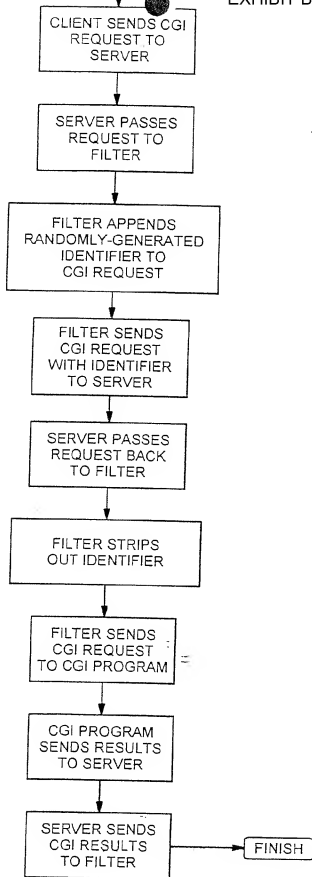 EXHIBIT B
CLIENT SENDS CGI
REQUEST TO
SERVER
SERVER PASSES
REQUEST TO
FILTER
FILTER APPENDS
RANDOMLY-GENERATED
IDENTIFIER TO
CGI REQUEST
FILTER SENDS
CGI REQUEST
WITH IDENTIFIER
TO SERVER
SERVER PASSES
REQUEST BACK
TO FILTER
FILTER STRIPS
OUT IDENTIFIER
FILTER SENDS
CGI REQUEST
TO CGI PROGRAM
CGI PROGRAM
SENDS RESULTS
TO SERVER
SERVER SENDS
CGI RESULTS
TO FILTER
FINISH